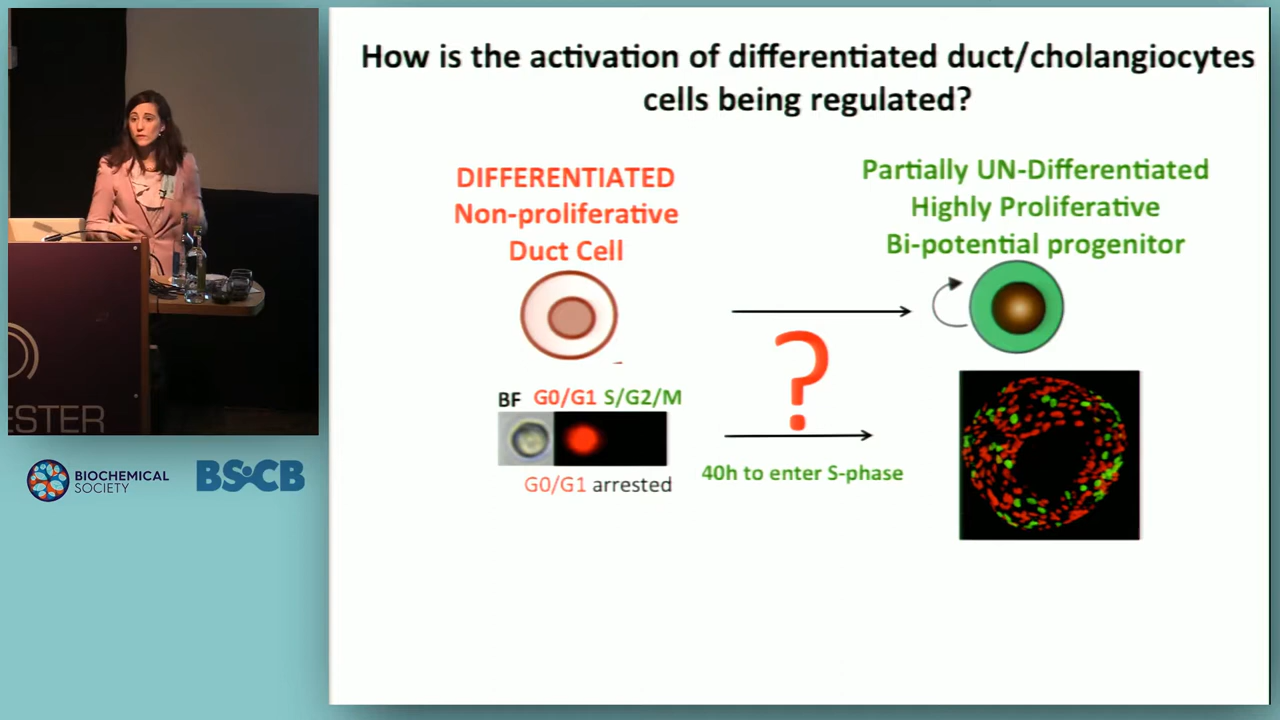 How is the activation of differentiated duct/cholangiocytes
cells being regulated?
DIFFERENTIATED
Non-proliferative
Duct Cell
Partially UN-Differentiated
Highly Proliferative
Bi-potential progenitor
?
BF G0/G1 S/G2/M
G0/G1 arrested
40h to enter S-phase
ESTER
BIOCHEMICAL
SOCIETY
BSCB